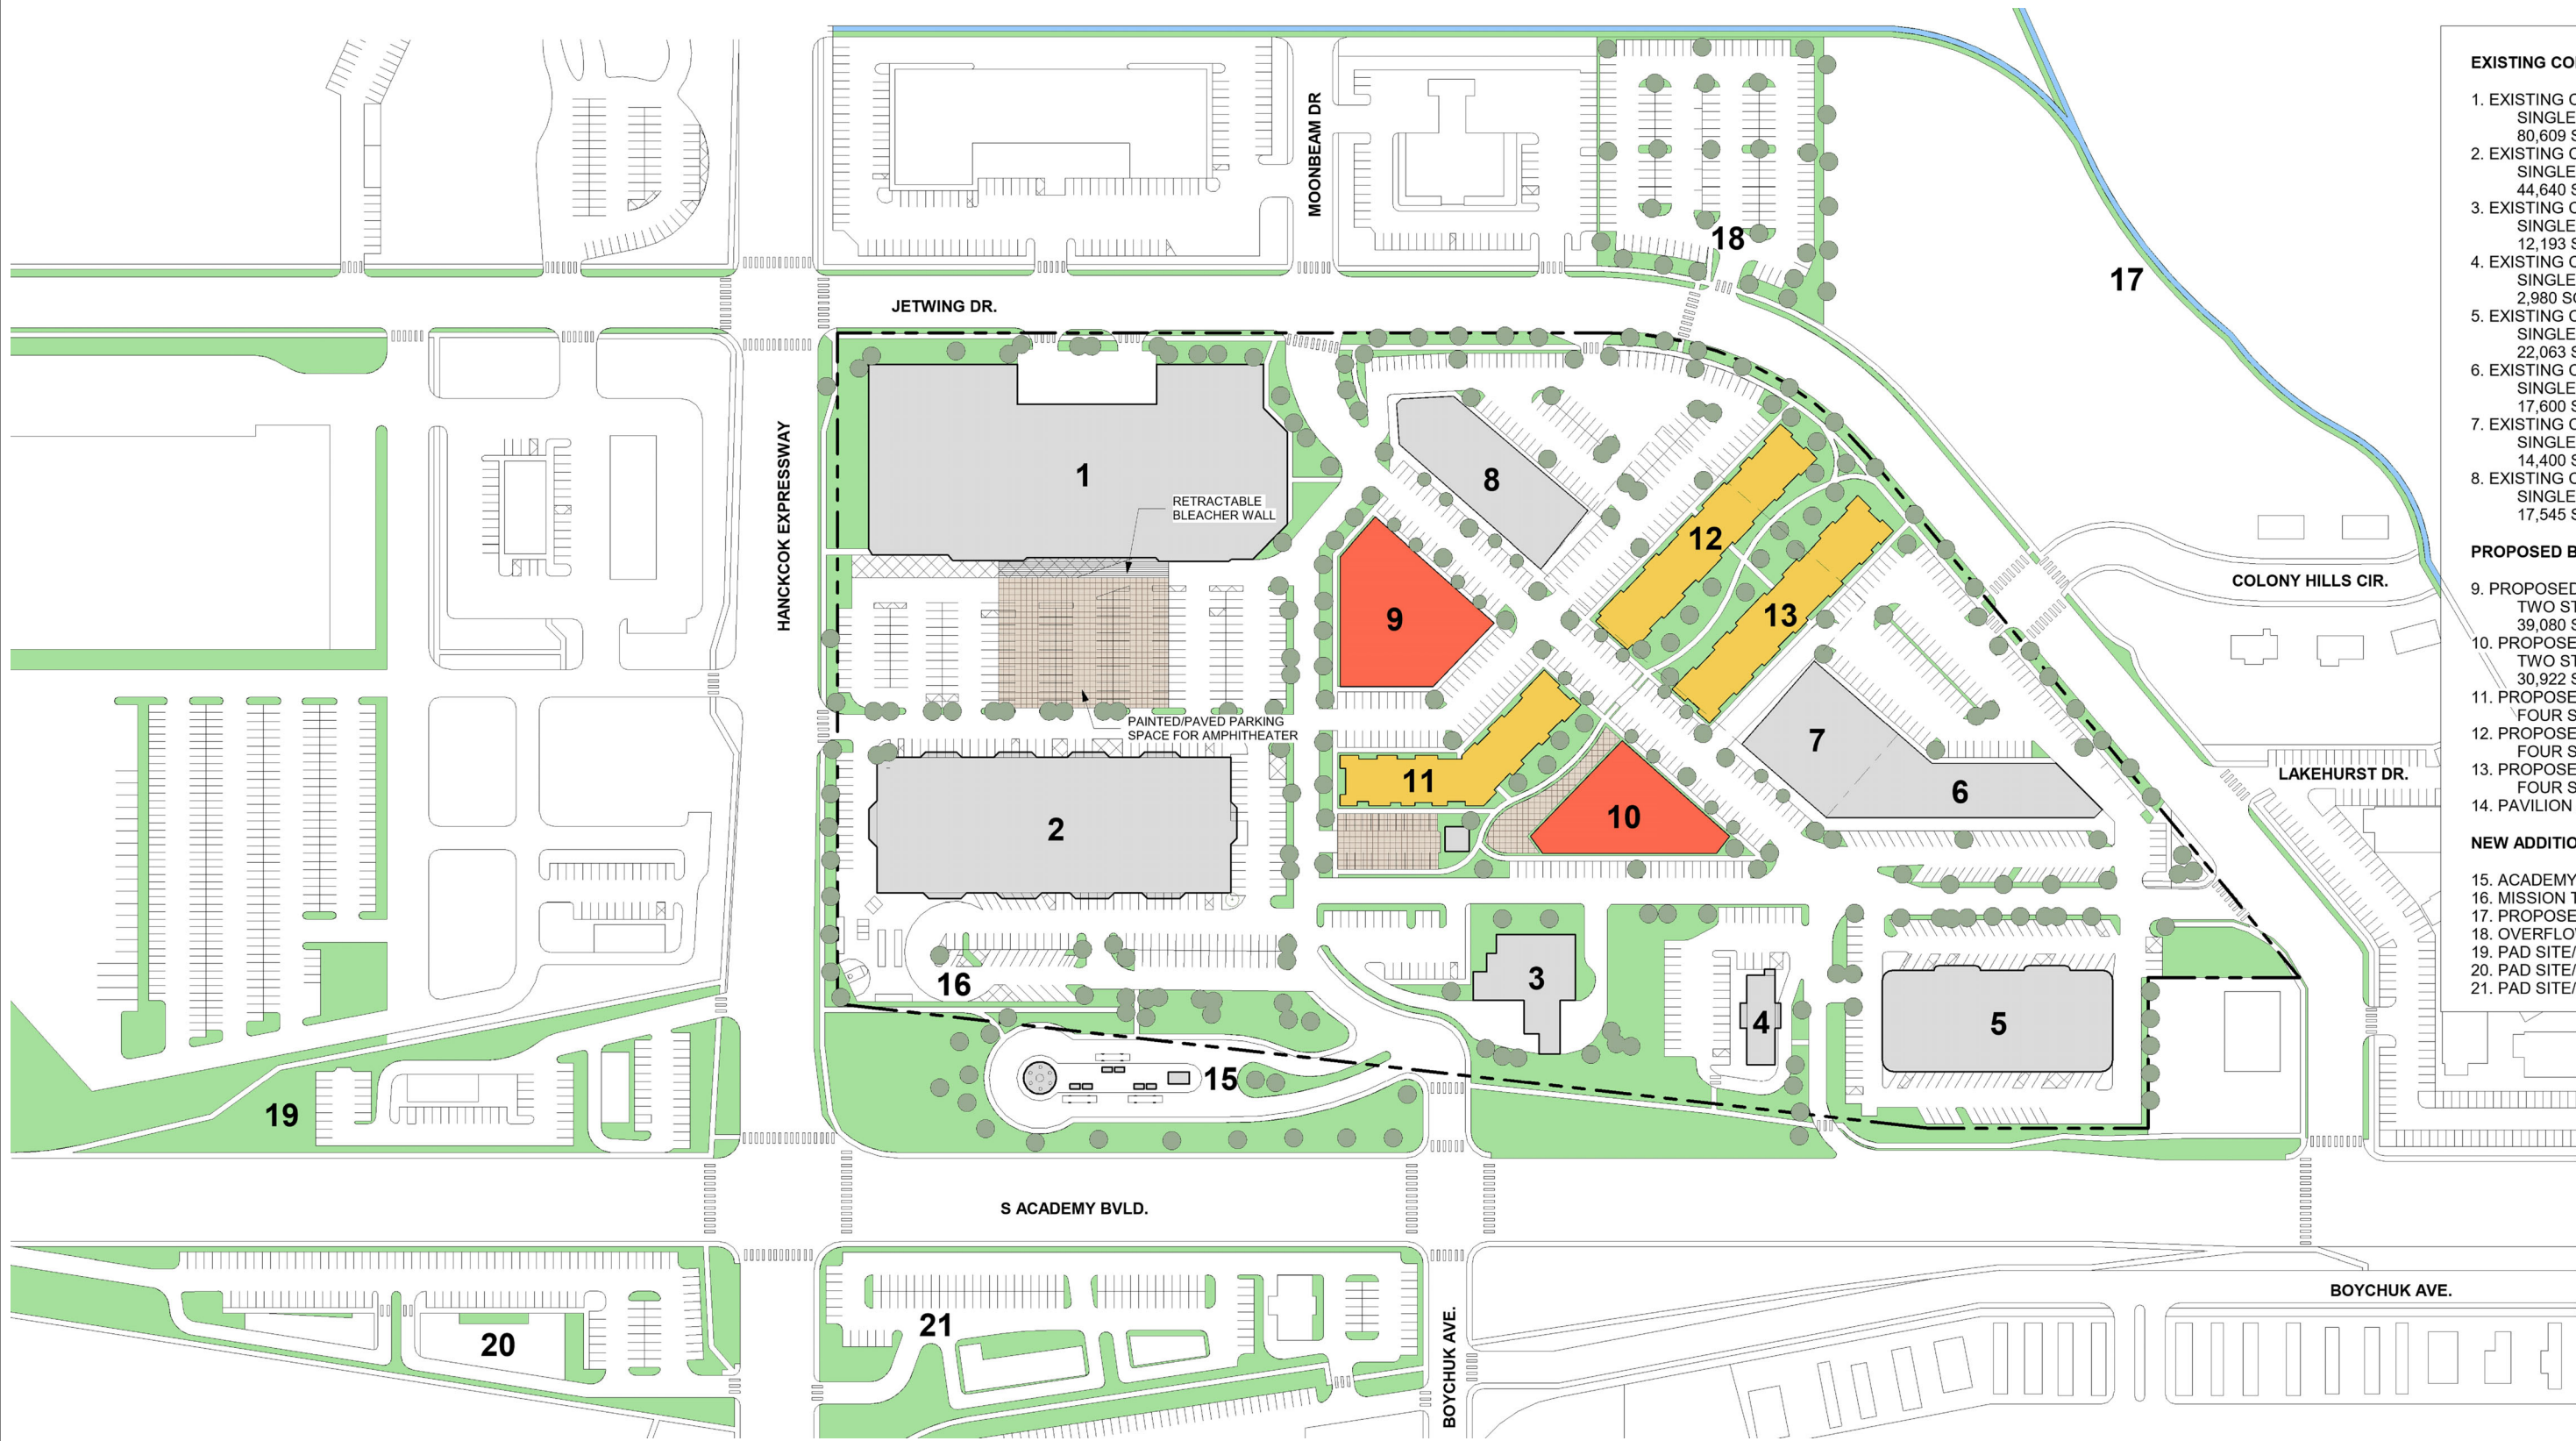 MOONBEAM DR
18
17
JETWING DR.
HANCKCOK EXPRESSWAY
1
RETRACTABLE
BLEACHER WALL
8
12
9
13
COLONY HILLS CIR.
PAINTED/PAVED PARKING
SPACE FOR AMPHITHEATER
7
LAKEHURST DR.
11
6
10
2
16
3
4
5
15
19
S ACADEMY BVLD.
BOYCHUK AVE.
21
20
BOYCHUK AVE.
EXISTING CO
1. EXISTING C
SINGLE
80,609 S
2. EXISTING C
SINGLE
44,640 S
3. EXISTING C
SINGLE
12,193 S
4. EXISTING C
SINGLE
2,980 SC
5. EXISTING C
SINGLE
22,063 S
6. EXISTING C
SINGLE
17,600 S
7. EXISTING C
SINGLE
14,400 S
8. EXISTING C
SINGLE
17,545 S
PROPOSED B
9. PROPOSED
TWO ST
39,080 S
10. PROPOSE
TWO ST
30,922 S
11. PROPOSE
FOUR S
12. PROPOSE
FOUR S
13. PROPOSE
FOUR S
14. PAVILION
NEW ADDITIO
15. ACADEMY
16. MISSION T
17. PROPOSE
18. OVERFLO
19. PAD SITE/
20. PAD SITE/
21. PAD SITE/